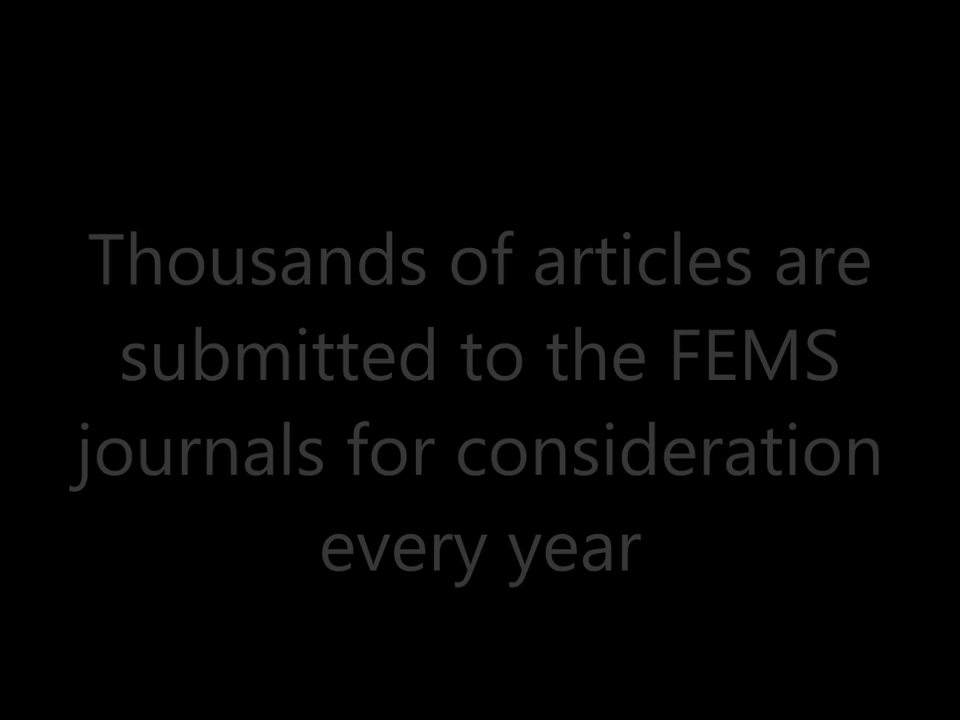 Thousands of articles are
submitted to the FEMS
journals for consideration
every year